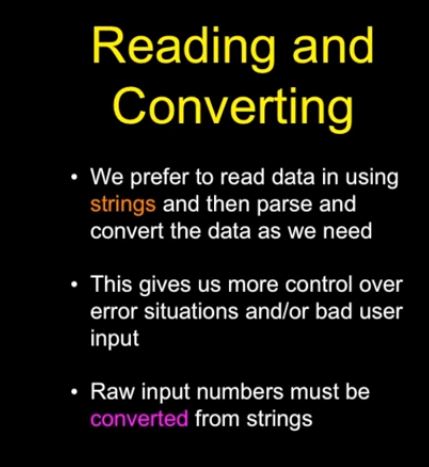 Reading and
Converting
• We prefer to read data in using
strings and then parse and
convert the data as we need
• This gives us more control over
error situations and/or bad user
input
• Raw input numbers must be
converted from strings